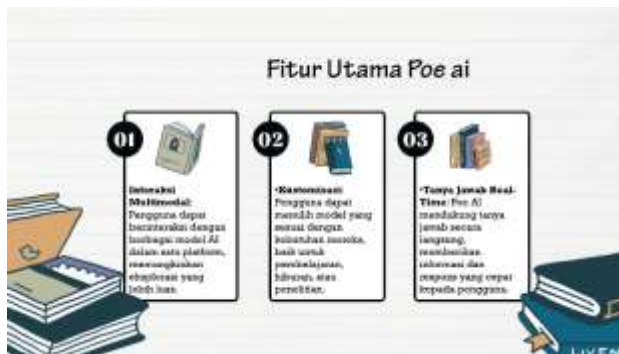 Fitur Utama Poe ai
01
Interaksi
Multimodal:
Pengguna dapat
berinteraksi dengan
berbagai model AI
dalam satu platform,
memungkinkan
eksplorasi yang
lebih luas.
02
•Kustomisasi:
Pengguna dapat
memilih model yang
sesuai dengan
kebutuhan mereka,
baik untuk
pembelajaran,
hiburan, atau
penelitian.
03
•Tanya Jawab Real-
Time: Poe AI
mendukung tanya
jawab secara
langsung,
memberikan
informasi dan
respons yang cepat
kepada pengguna.